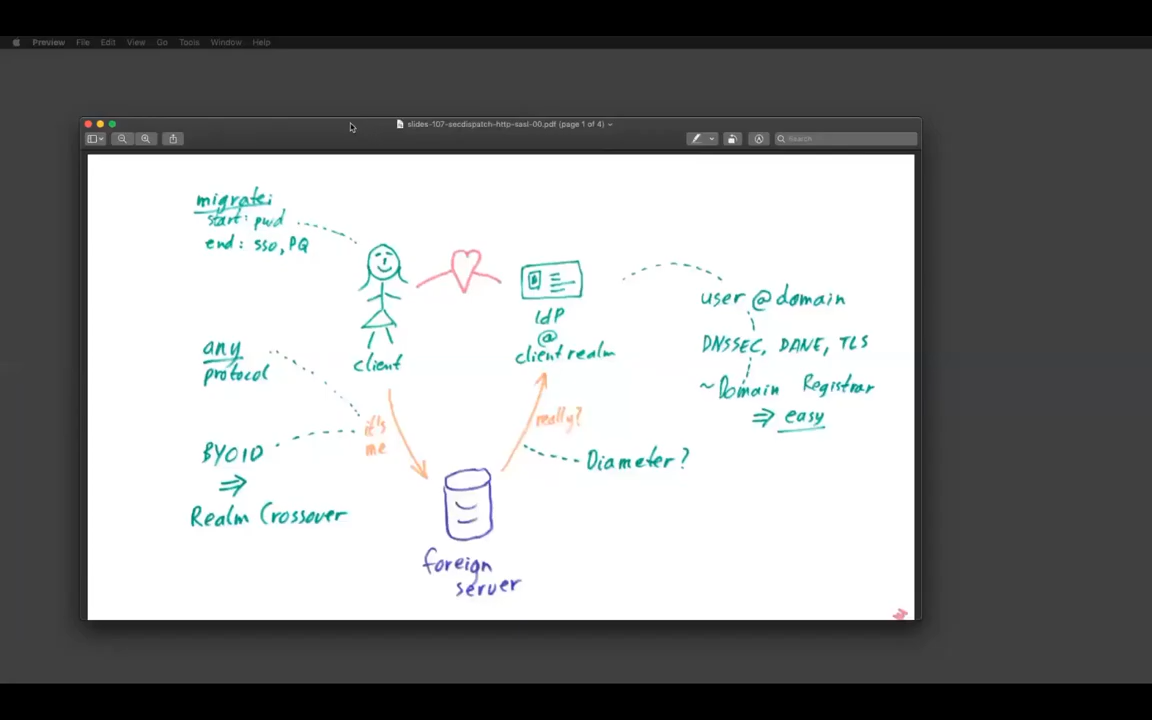 Preview File Edit View Go Tools Window Help
slides-107-secdispatch-http-sasl-00.pdf (page 1 of 4)
Search
migrate:
start: pwd
end: SSO, PQ
client
IdP
@
client realm
user @domain
DNSSEC, DANE, TLS
~Domain Registrar
⇒ easy
any
protocol
it's
me
really?
BYOID
⇒
Realm Crossover
Diameter?
foreign
server